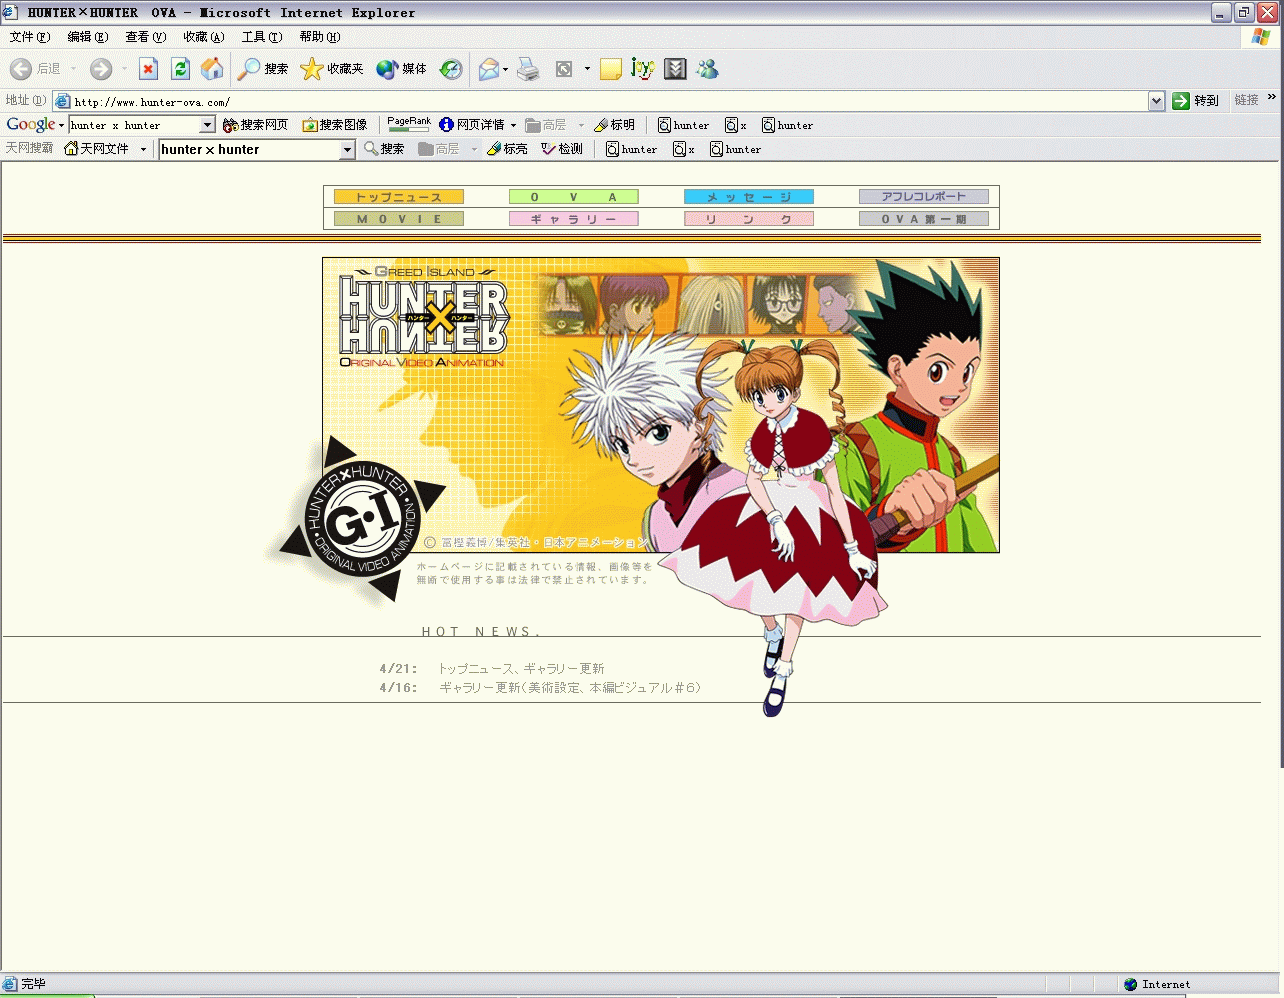 HUNTER×HUNTER OVA - Microsoft Internet Explorer
文件(F) 编辑(E) 查看(V) 收藏(A) 工具(T) 帮助(H)
后退 搜索 收藏夹 媒体
地址(D) http://www.hunter-ova.com/ 转到 链接 »
Google hunter x hunter 搜索网页 搜索图像 PageRank 网页详情 高层 标明 hunter x hunter
天网搜霸 天网文件 hunter x hunter 搜索 高层 标亮 检测 hunter x hunter
トップニュース OVA メッセージ アフレコレポート
MOVIE ギャラリー リンク OVA第一期
GREED ISLAND
HUNTER×HUNTER
ハンター ハンター
ORIGINAL VIDEO ANIMATION
HUNTER×HUNTER
G・I
・ORIGINAL VIDEO ANIMATION・
© 冨樫義博/集英社・日本アニメーション
ホームページに記載されている情報、画像等を
無断で使用する事は法律で禁止されています。
HOT NEWS.
4/21: トップニュース、ギャラリー更新
4/16: ギャラリー更新(美術設定、本編ビジュアル＃6)
完毕 Internet